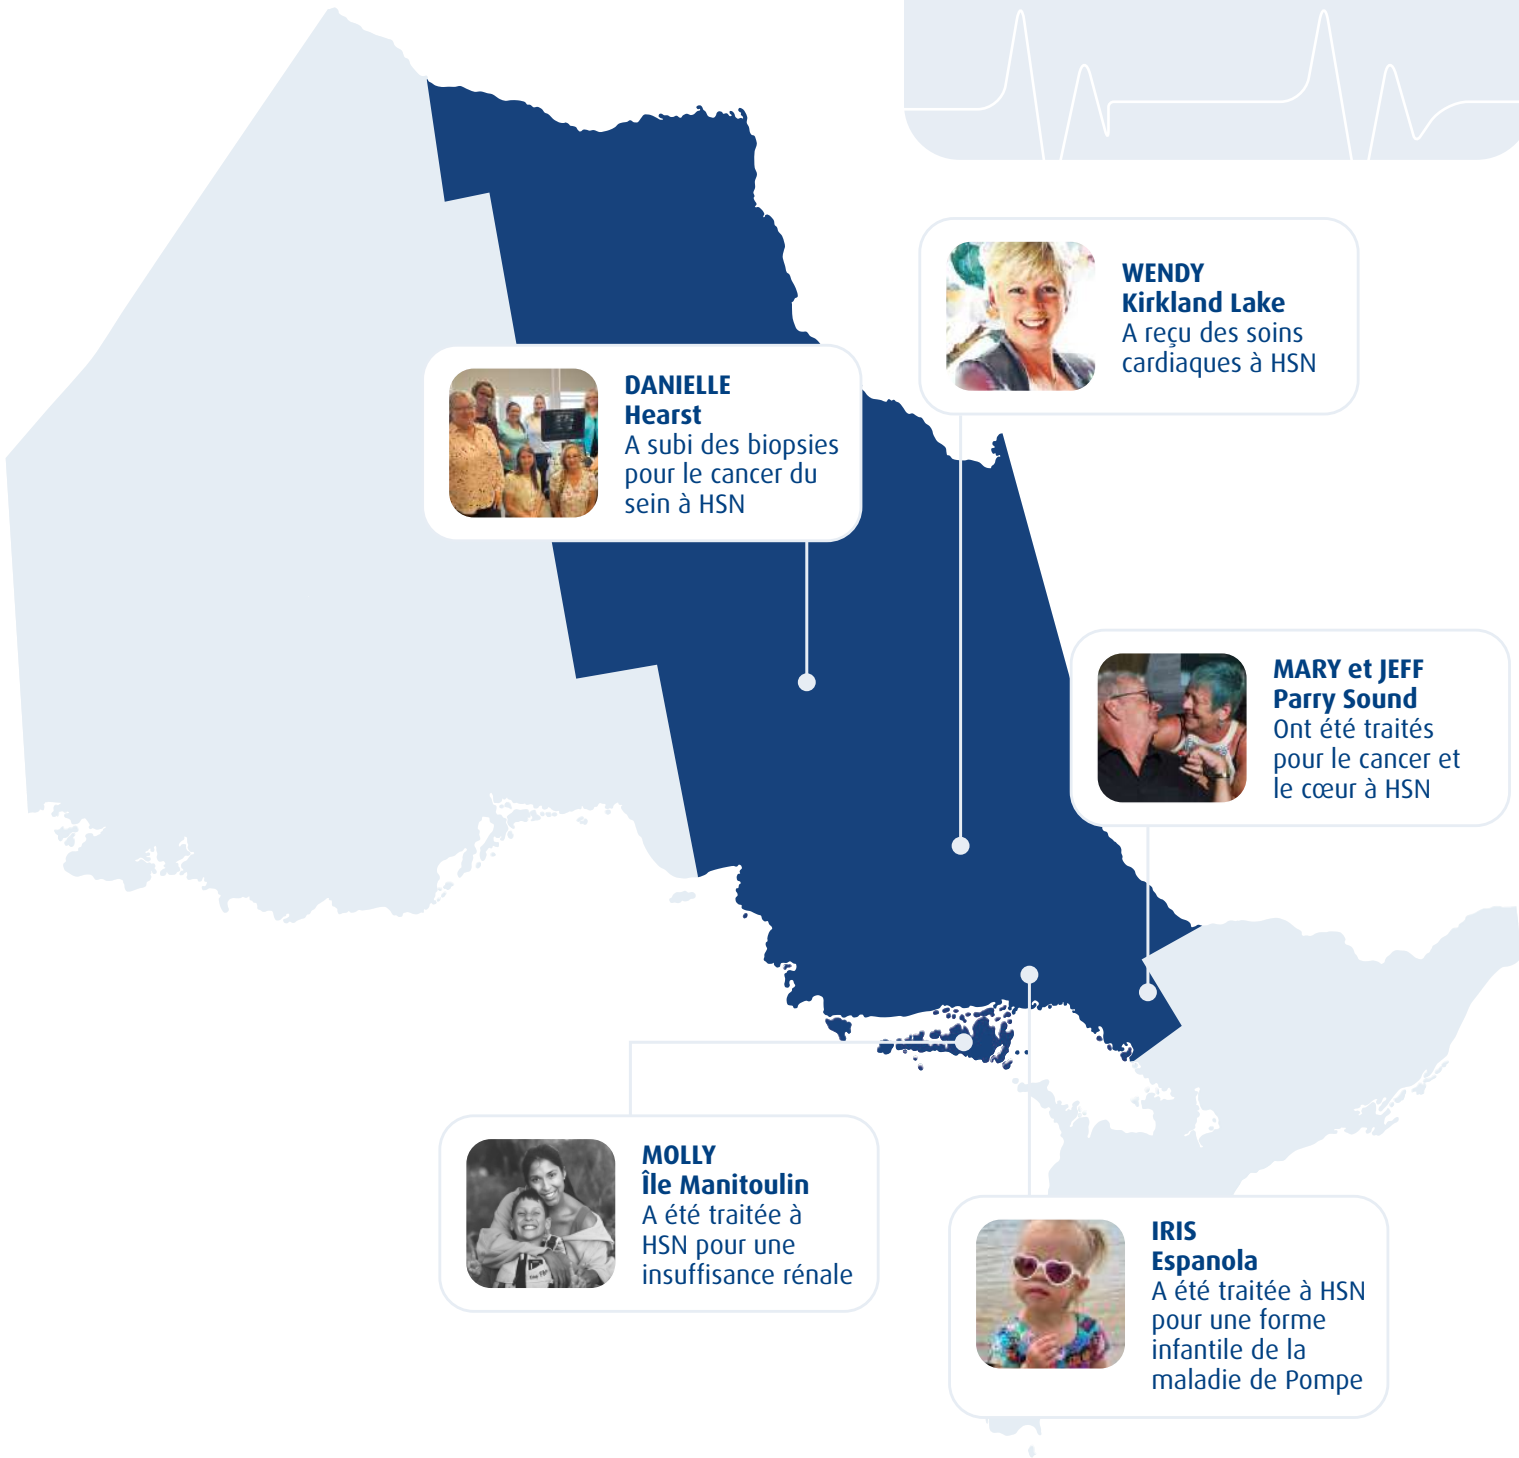 WENDY
Kirkland Lake
A reçu des soins
cardiaques à HSN
DANIELLE
Hearst
A subi des biopsies
pour le cancer du
sein à HSN
MARY et JEFF
Parry Sound
Ont été traités
pour le cancer et
le cœur à HSN
MOLLY
Île Manitoulin
A été traitée à
HSN pour une
insuffisance rénale
IRIS
Espanola
A été traitée à HSN
pour une forme
infantile de la
maladie de Pompe